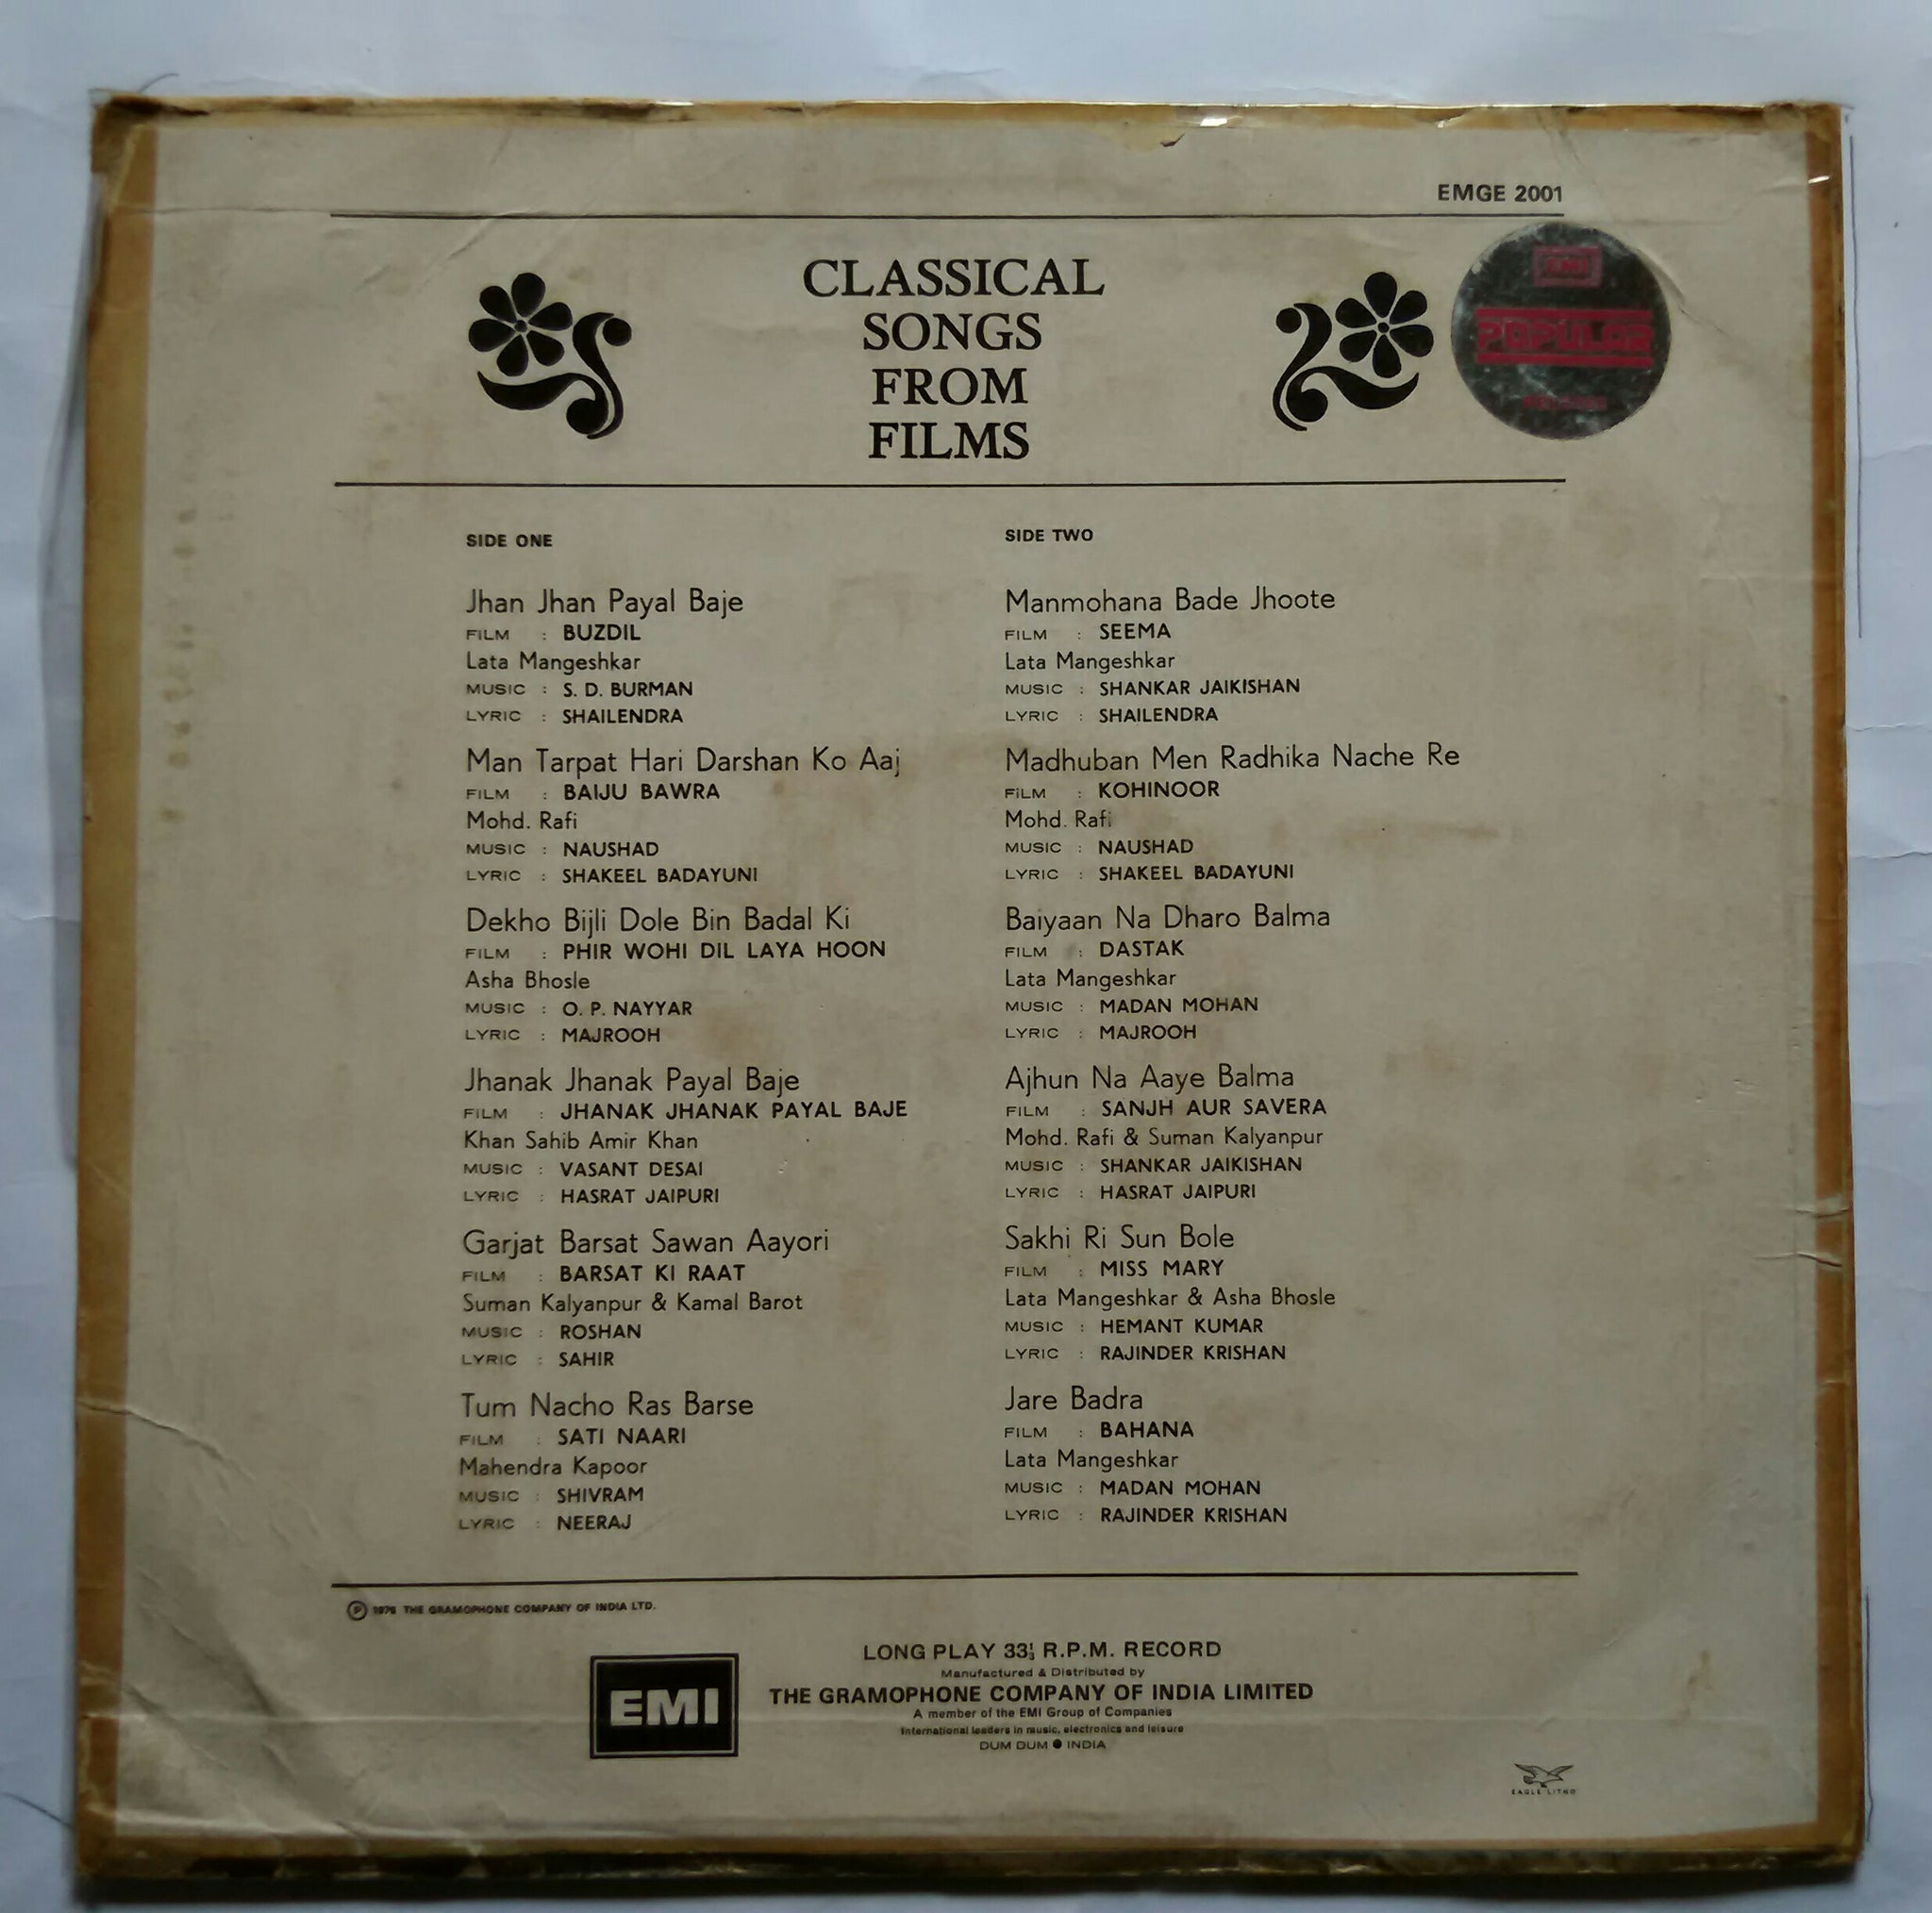 EMGE 2001
CLASSICAL
SONGS
FROM
FILMS
EMI
POPULAR
SIDE ONE
Jhan Jhan Payal Baje
FILM : BUZDIL
Lata Mangeshkar
MUSIC : S. D. BURMAN
LYRIC : SHAILENDRA
Man Tarpat Hari Darshan Ko Aaj
FILM : BAIJU BAWRA
Mohd. Rafi
MUSIC : NAUSHAD
LYRIC : SHAKEEL BADAYUNI
Dekho Bijli Dole Bin Badal Ki
FILM : PHIR WOHI DIL LAYA HOON
Asha Bhosle
MUSIC : O. P. NAYYAR
LYRIC : MAJROOH
Jhanak Jhanak Payal Baje
FILM : JHANAK JHANAK PAYAL BAJE
Khan Sahib Amir Khan
MUSIC : VASANT DESAI
LYRIC : HASRAT JAIPURI
Garjat Barsat Sawan Aayori
FILM : BARSAT KI RAAT
Suman Kalyanpur & Kamal Barot
MUSIC : ROSHAN
LYRIC : SAHIR
Tum Nacho Ras Barse
FILM : SATI NAARI
Mahendra Kapoor
MUSIC : SHIVRAM
LYRIC : NEERAJ
SIDE TWO
Manmohana Bade Jhoote
FILM : SEEMA
Lata Mangeshkar
MUSIC : SHANKAR JAIKISHAN
LYRIC : SHAILENDRA
Madhuban Men Radhika Nache Re
FILM : KOHINOOR
Mohd. Rafi
MUSIC : NAUSHAD
LYRIC : SHAKEEL BADAYUNI
Baiyaan Na Dharo Balma
FILM : DASTAK
Lata Mangeshkar
MUSIC : MADAN MOHAN
LYRIC : MAJROOH
Ajhun Na Aaye Balma
FILM : SANJH AUR SAVERA
Mohd. Rafi & Suman Kalyanpur
MUSIC : SHANKAR JAIKISHAN
LYRIC : HASRAT JAIPURI
Sakhi Ri Sun Bole
FILM : MISS MARY
Lata Mangeshkar & Asha Bhosle
MUSIC : HEMANT KUMAR
LYRIC : RAJINDER KRISHAN
Jare Badra
FILM : BAHANA
Lata Mangeshkar
MUSIC : MADAN MOHAN
LYRIC : RAJINDER KRISHAN
Ⓟ THE GRAMOPHONE COMPANY OF INDIA LTD.
EMI
LONG PLAY 33⅓ R.P.M. RECORD
Manufactured & Distributed by
THE GRAMOPHONE COMPANY OF INDIA LIMITED
A member of the EMI Group of Companies
International leaders in music, electronics and leisure
DUM DUM ● INDIA
EAGLE LITHO